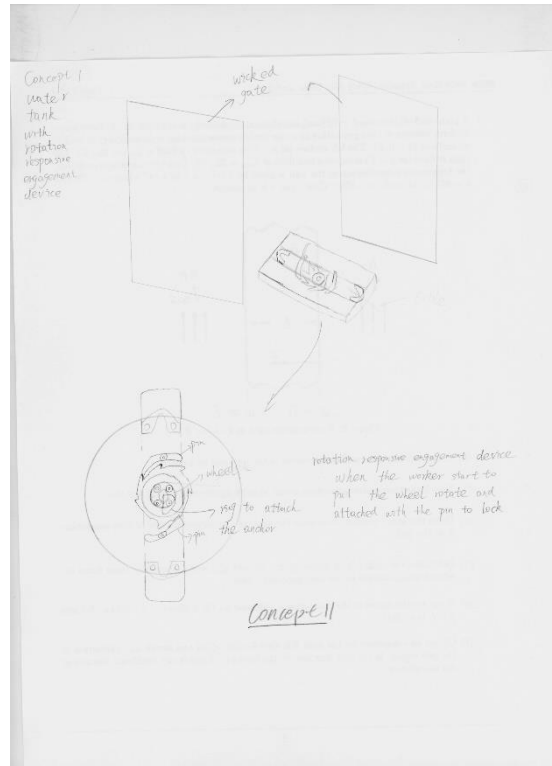 Concept 1
water
tank
with
rotation
responsive
engagement
device
wicked
gate
pin
wheel
ring to attach
the anchor
pin
rotation responsive engagement device
when the worker start to
pul the wheel rotate and
attached with the pin to lock
Concept 11